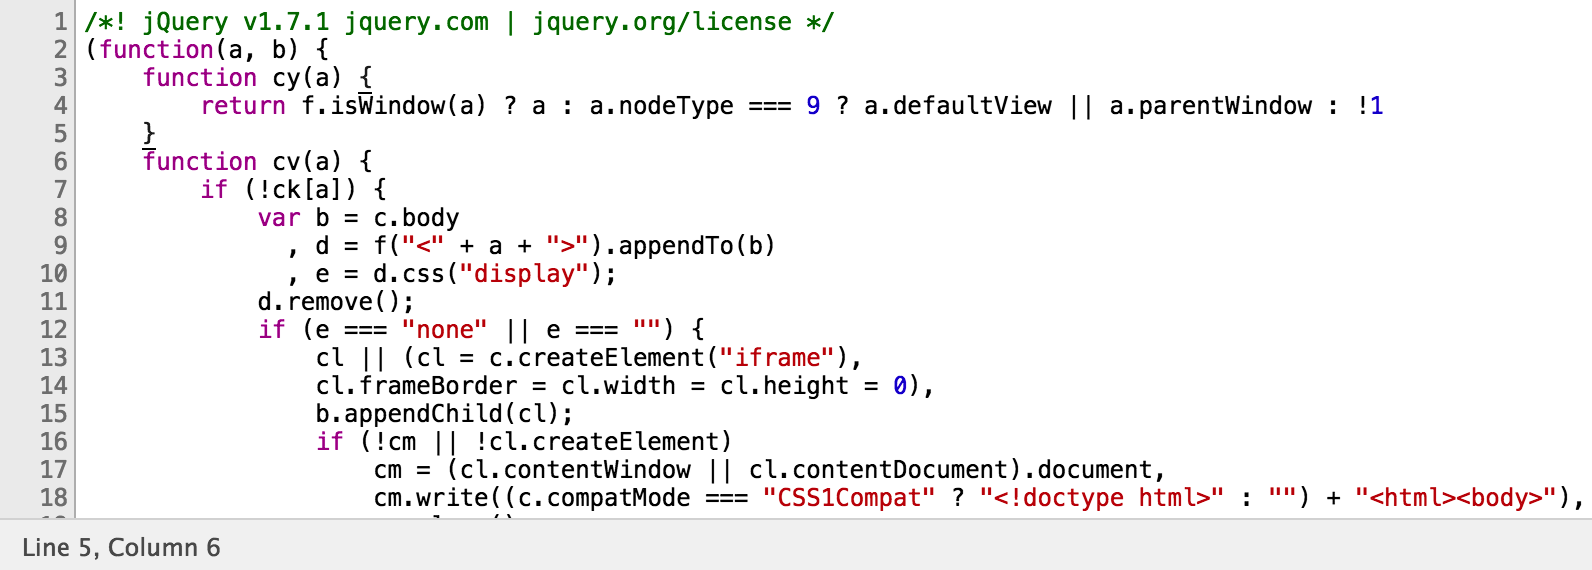 1 /*! jQuery v1.7.1 jquery.com | jquery.org/license */
2 (function(a, b) {
3     function cy(a) {
4         return f.isWindow(a) ? a : a.nodeType === 9 ? a.defaultView || a.parentWindow : !1
5     }
6     function cv(a) {
7         if (!ck[a]) {
8             var b = c.body
9               , d = f("<" + a + ">").appendTo(b)
10               , e = d.css("display");
11             d.remove();
12             if (e === "none" || e === "") {
13                 cl || (cl = c.createElement("iframe"),
14                 cl.frameBorder = cl.width = cl.height = 0),
15                 b.appendChild(cl);
16                 if (!cm || !cl.createElement)
17                     cm = (cl.contentWindow || cl.contentDocument).document,
18                     cm.write((c.compatMode === "CSS1Compat" ? "<!doctype html>" : "") + "<html><body>"),
Line 5, Column 6